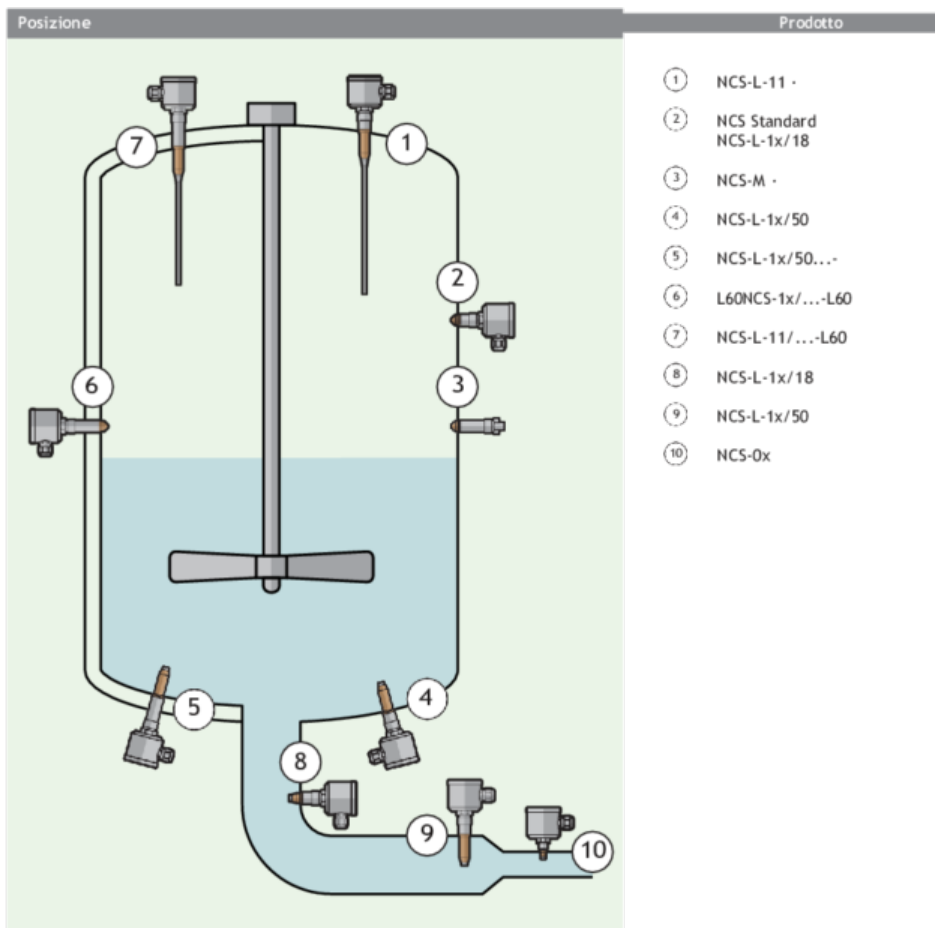 Posizione
Prodotto
1 NCS-L-11 ·
2 NCS Standard
NCS-L-1x/18
3 NCS-M ·
4 NCS-L-1x/50
5 NCS-L-1x/50...-
6 L60NCS-1x/...-L60
7 NCS-L-11/...-L60
8 NCS-L-1x/18
9 NCS-L-1x/50
10 NCS-0x
7
1
2
6
3
5
4
8
9
10